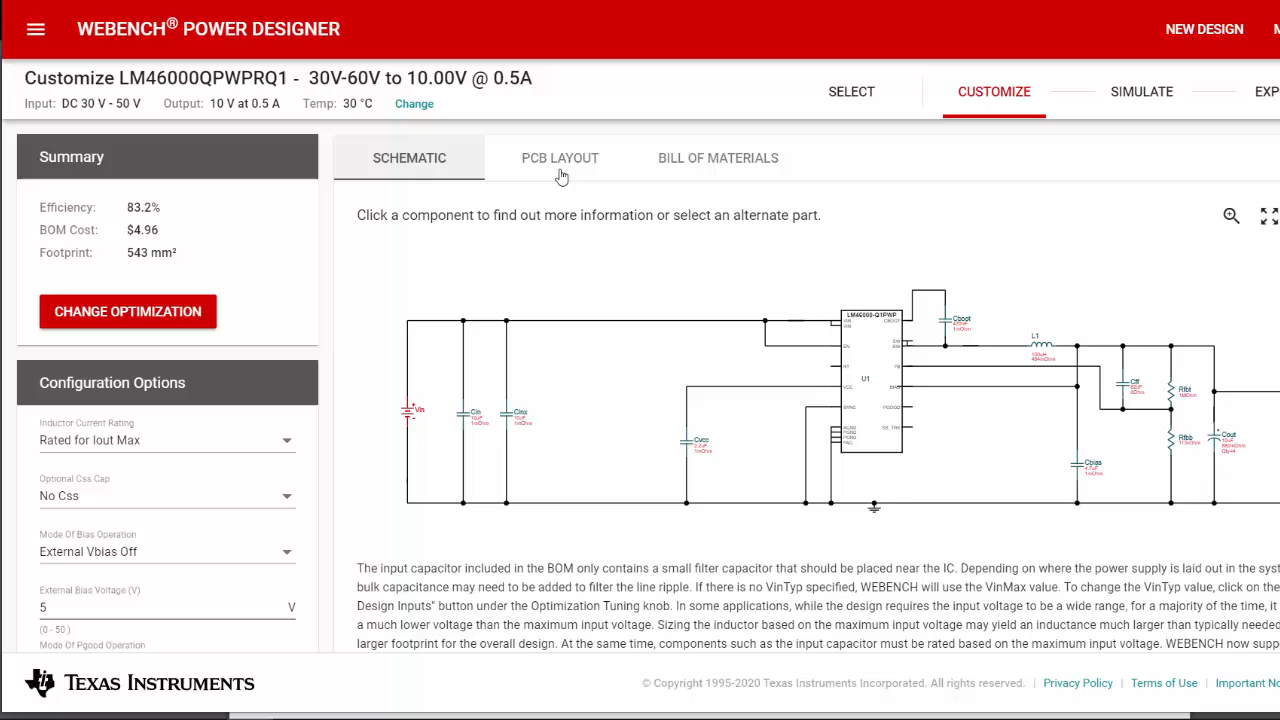 WEBENCH® POWER DESIGNER
NEW DESIGN
Customize LM46000QPWPRQ1 - 30V-60V to 10.00V @ 0.5A
Input: DC 30 V - 50 V Output: 10 V at 0.5 A Temp: 30 °C Change
SELECT
CUSTOMIZE
SIMULATE
EXP
Summary
Efficiency: 83.2%
BOM Cost: $4.96
Footprint: 543 mm²
CHANGE OPTIMIZATION
Configuration Options
Inductor Current Rating
Rated for Iout Max
Optional Css Cap
No Css
Mode Of Bias Operation
External Vbias Off
External Bias Voltage (V)
5 V
(0 - 50 )
Mode Of Pgood Operation
SCHEMATIC
PCB LAYOUT
BILL OF MATERIALS
Click a component to find out more information or select an alternate part.
LM46000-Q1PWP
U1
Vin
Cin
Cinx
Cvcc
Cboot
L1
Cff
Rfbt
Rfbb
Cout
Cbias
The input capacitor included in the BOM only contains a small filter capacitor that should be placed near the IC. Depending on where the power supply is laid out in the syst
bulk capacitance may need to be added to filter the line ripple. If there is no VinTyp specified, WEBENCH will use the VinMax value. To change the VinTyp value, click on the
Design Inputs" button under the Optimization Tuning knob. In some applications, while the design requires the input voltage to be a wide range, for a majority of the time, it
a much lower voltage than the maximum input voltage. Sizing the inductor based on the maximum input voltage may yield an inductance much larger than typically needed
larger footprint for the overall design. At the same time, components such as the input capacitor must be rated based on the maximum input voltage. WEBENCH now supp
TEXAS INSTRUMENTS
© Copyright 1995-2020 Texas Instruments Incorporated. All rights reserved. | Privacy Policy | Terms of Use | Important No